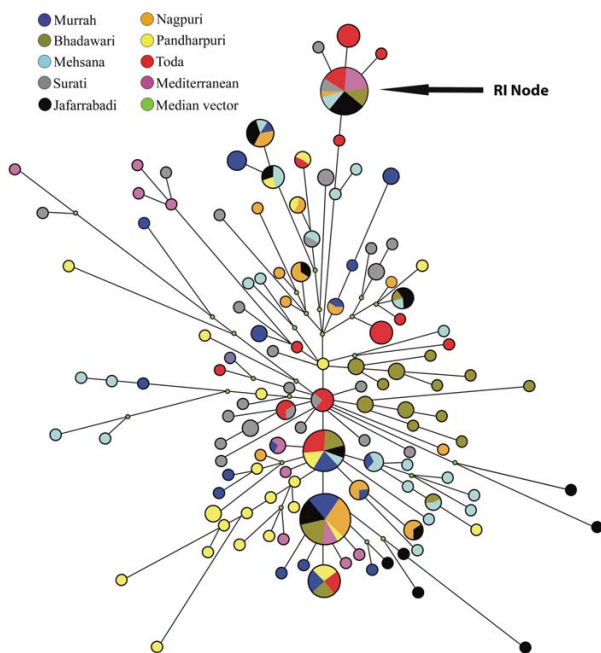 Murrah
Bhadawari
Mehsana
Surati
Jafarrabadi
Nagpuri
Pandharpuri
Toda
Mediterranean
Median vector
RI Node